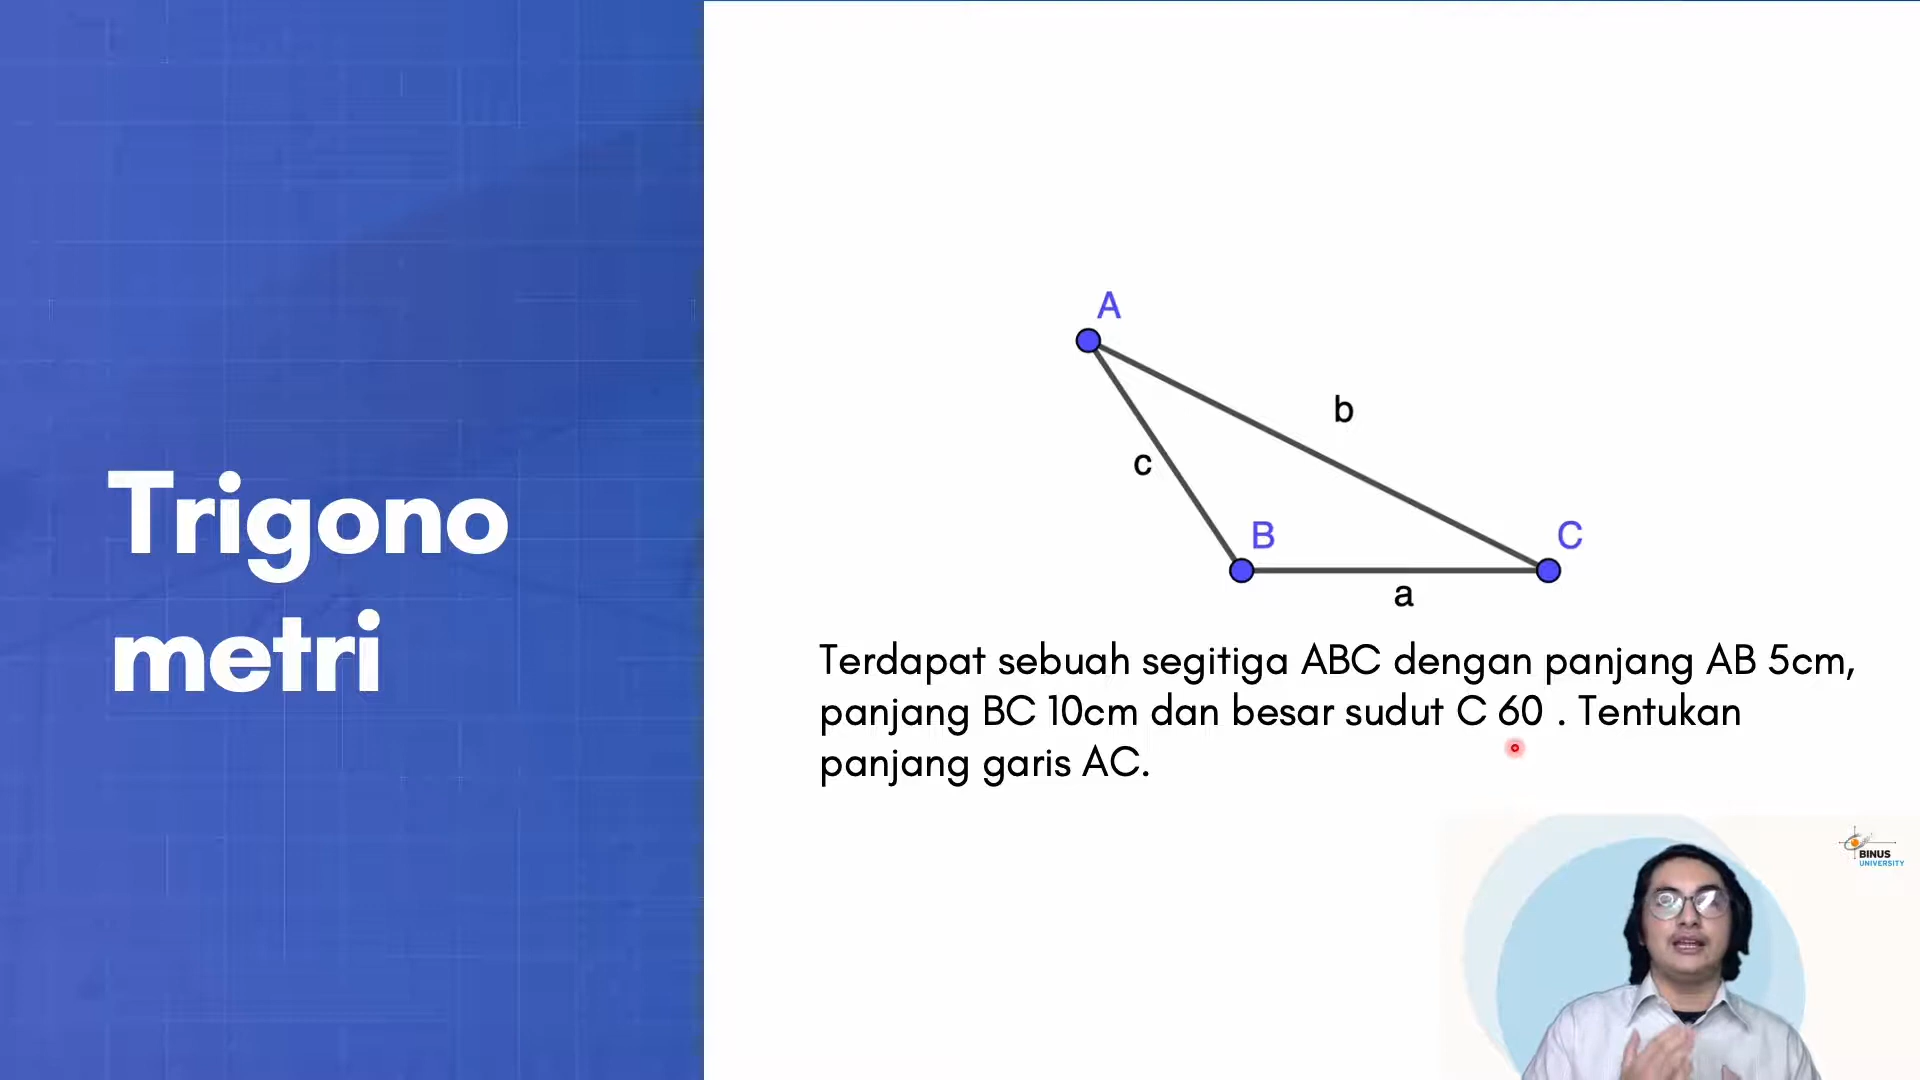 Trigono
metri
A
b
c
B
C
a
Terdapat sebuah segitiga ABC dengan panjang AB 5cm,
panjang BC 10cm dan besar sudut C 60 . Tentukan
panjang garis AC.
BINUS
UNIVERSITY